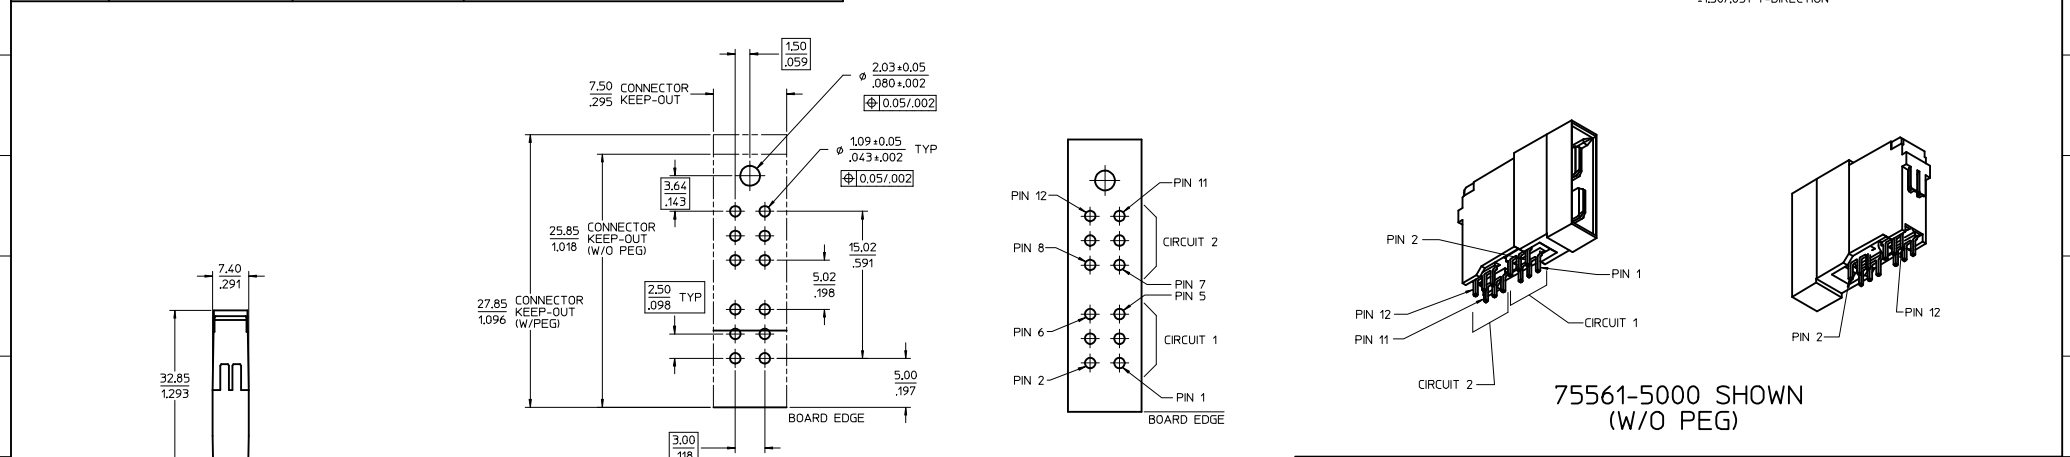 1.50
.059
7.50 CONNECTOR
.295 KEEP-OUT
ø 2.03±0.05
.080±.002
⌖ 0.05/.002
ø 1.09±0.05 TYP
.043±.002
⌖ 0.05/.002
3.64
.143
25.85 CONNECTOR
1.018 KEEP-OUT
(W/O PEG)
27.85 CONNECTOR
1.096 KEEP-OUT
(W/PEG)
15.02
.591
5.02
.198
2.50 TYP
.098
5.00
.197
BOARD EDGE
3.00
.118
7.40
.291
32.85
1.293
PIN 12
PIN 11
CIRCUIT 2
PIN 8
PIN 7
PIN 5
PIN 6
CIRCUIT 1
PIN 2
PIN 1
BOARD EDGE
PIN 2
PIN 1
PIN 12
PIN 11
CIRCUIT 1
CIRCUIT 2
PIN 12
PIN 2
75561-5000 SHOWN
(W/O PEG)